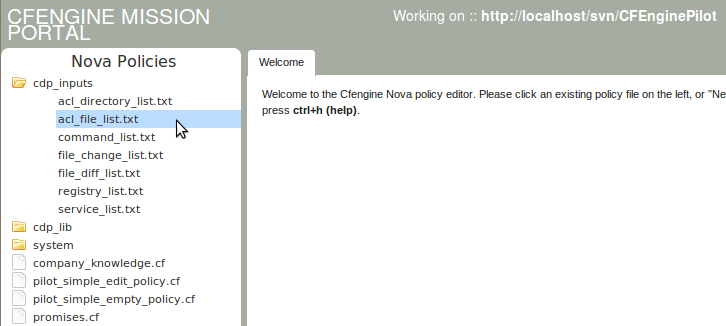 CFENGINE MISSION
PORTAL
Working on :: http://localhost/svn/CFEnginePilot
Nova Policies
cdp_inputs
acl_directory_list.txt
acl_file_list.txt
command_list.txt
file_change_list.txt
file_diff_list.txt
registry_list.txt
service_list.txt
cdp_lib
system
company_knowledge.cf
pilot_simple_edit_policy.cf
pilot_simple_empty_policy.cf
promises.cf
Welcome
Welcome to the Cfengine Nova policy editor. Please click an existing policy file on the left, or "Ne
press ctrl+h (help).